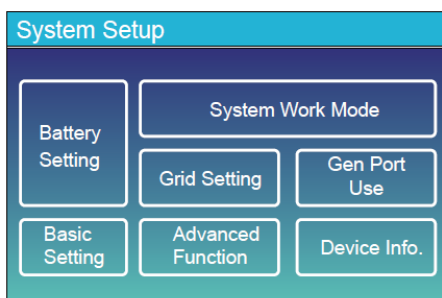 System Setup
Battery
Setting
System Work Mode
Grid Setting
Gen Port
Use
Basic
Setting
Advanced
Function
Device Info.